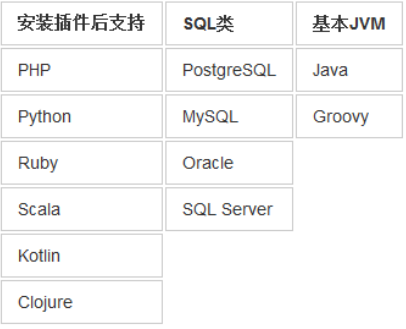 安装插件后支持 SQL类 基本JVM
PHP PostgreSQL Java
Python MySQL Groovy
Ruby Oracle
Scala SQL Server
Kotlin
Clojure